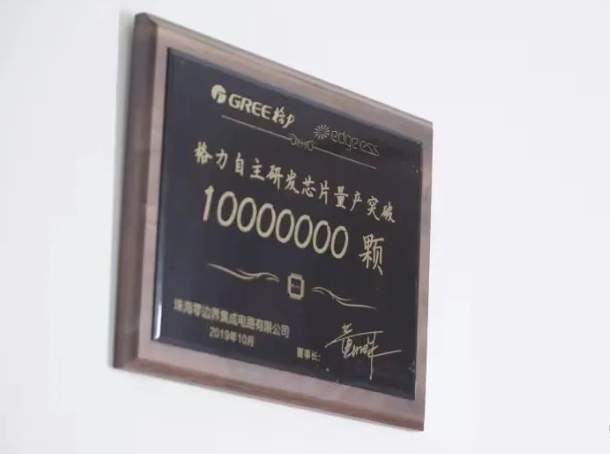 GREE 格力 edgeless
格力自主研发芯片量产突破
10000000 颗
珠海零边界集成电路有限公司
2019年10月
董事长: